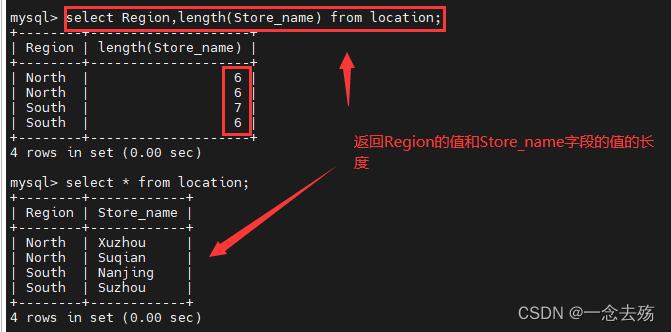 mysql> select Region,length(Store_name) from location;
+--------+--------------------+
| Region | length(Store_name) |
+--------+--------------------+
| North  |                  6 |
| North  |                  6 |
| South  |                  7 |
| South  |                  6 |
+--------+--------------------+
4 rows in set (0.00 sec)
返回Region的值和Store_name字段的值的长
度
mysql> select * from location;
+--------+------------+
| Region | Store_name |
+--------+------------+
| North  | Xuzhou     |
| North  | Suqian     |
| South  | Nanjing    |
| South  | Suzhou     |
+--------+------------+
4 rows in set (0.00 sec)
CSDN @一念去殇